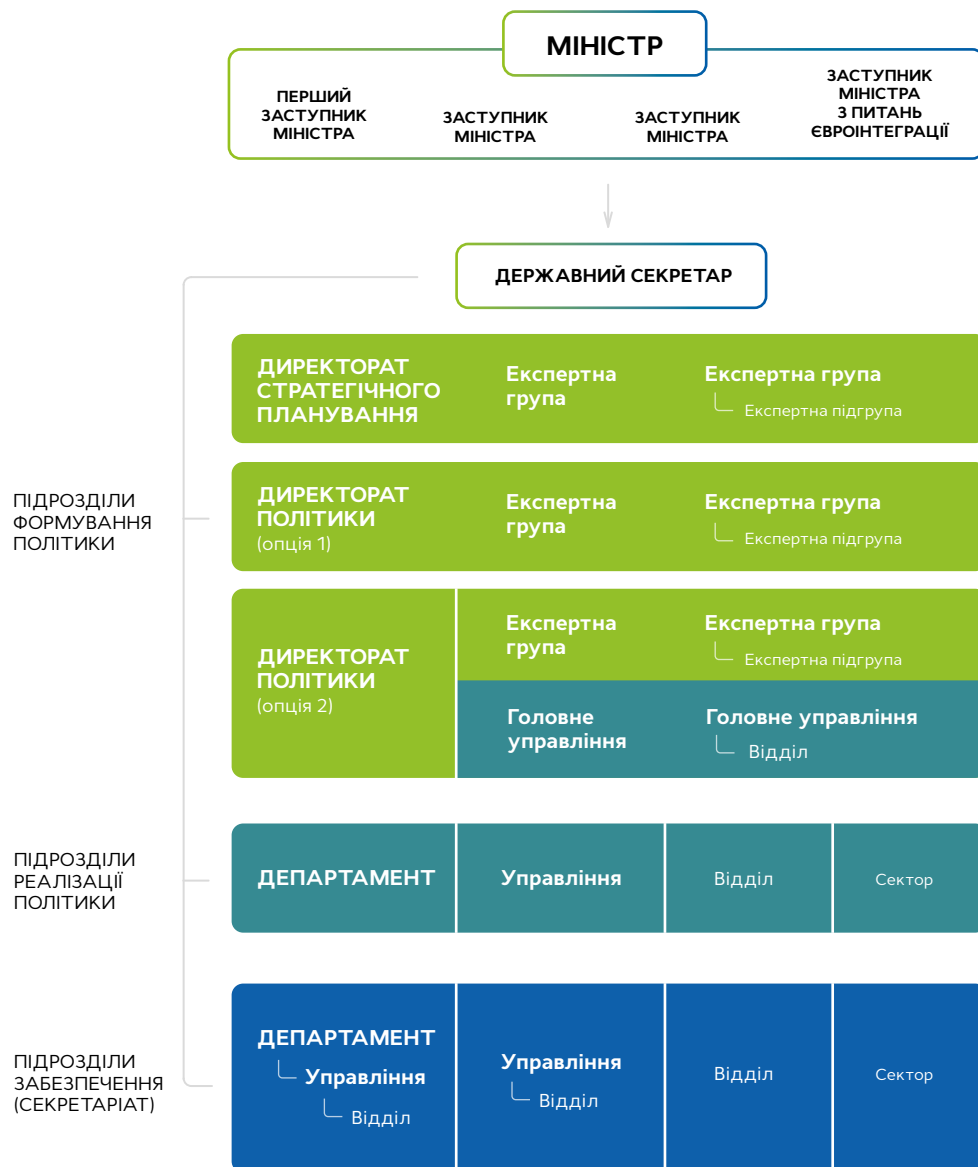 МІНІСТР
ПЕРШИЙ
ЗАСТУПНИК
МІНІСТРА
ЗАСТУПНИК
МІНІСТРА
ЗАСТУПНИК
МІНІСТРА
ЗАСТУПНИК
МІНІСТРА
З ПИТАНЬ
ЄВРОІНТЕГРАЦІЇ
ДЕРЖАВНИЙ СЕКРЕТАР
ПІДРОЗДІЛИ
ФОРМУВАННЯ
ПОЛІТИКИ
ДИРЕКТОРАТ
СТРАТЕГІЧНОГО
ПЛАНУВАННЯ
Експертна
група
Експертна група
Експертна підгрупа
ДИРЕКТОРАТ
ПОЛІТИКИ
(опція 1)
Експертна
група
Експертна група
Експертна підгрупа
ДИРЕКТОРАТ
ПОЛІТИКИ
(опція 2)
Експертна
група
Експертна група
Експертна підгрупа
Головне
управління
Головне управління
Відділ
ПІДРОЗДІЛИ
РЕАЛІЗАЦІЇ
ПОЛІТИКИ
ДЕПАРТАМЕНТ
Управління
Відділ
Сектор
ПІДРОЗДІЛИ
ЗАБЕЗПЕЧЕННЯ
(СЕКРЕТАРІАТ)
ДЕПАРТАМЕНТ
Управління
Відділ
Управління
Відділ
Відділ
Сектор